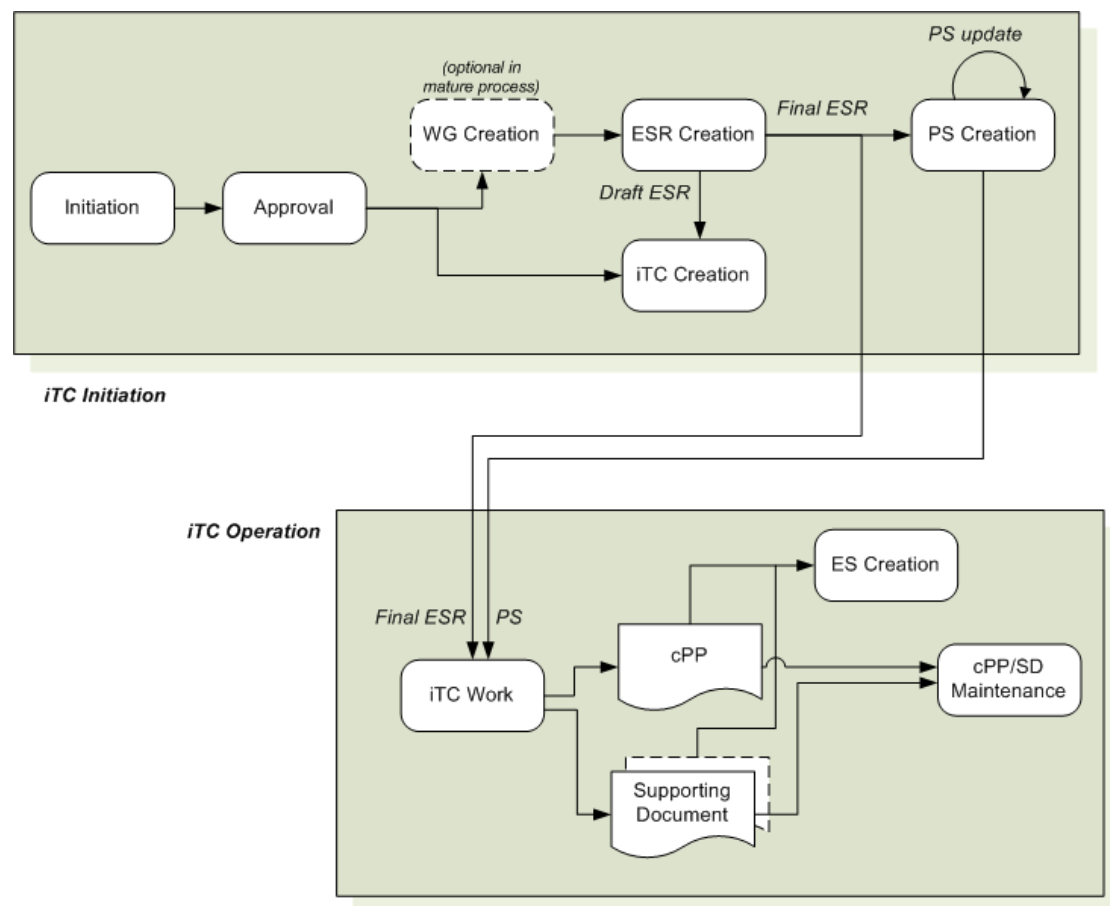 PS update
(optional in
mature process)
WG Creation
ESR Creation
Final ESR
PS Creation
Initiation
Approval
Draft ESR
iTC Creation
iTC Initiation
iTC Operation
ES Creation
Final ESR
PS
cPP
iTC Work
cPP/SD
Maintenance
Supporting
Document